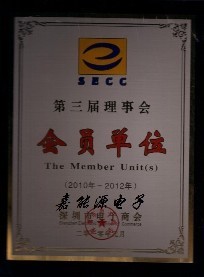 SECC
第三届理事会
会员单位
The Member Unit(s)
(2010年-2012年)
嘉能源电子
深圳市电子商会